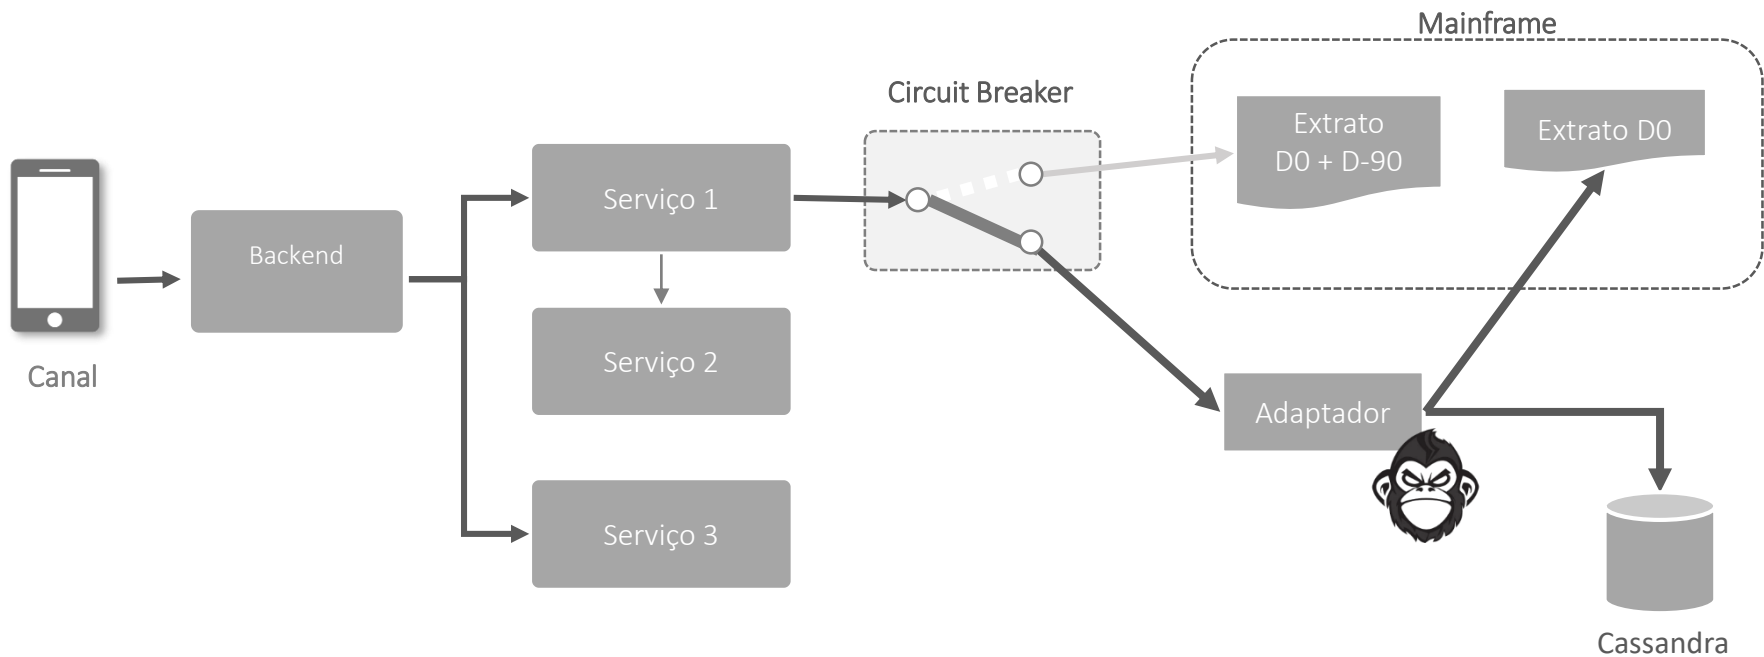 Mainframe
Circuit Breaker
Extrato
D0 + D-90
Extrato D0
Serviço 1
Backend
Serviço 2
Canal
Adaptador
Serviço 3
Cassandra